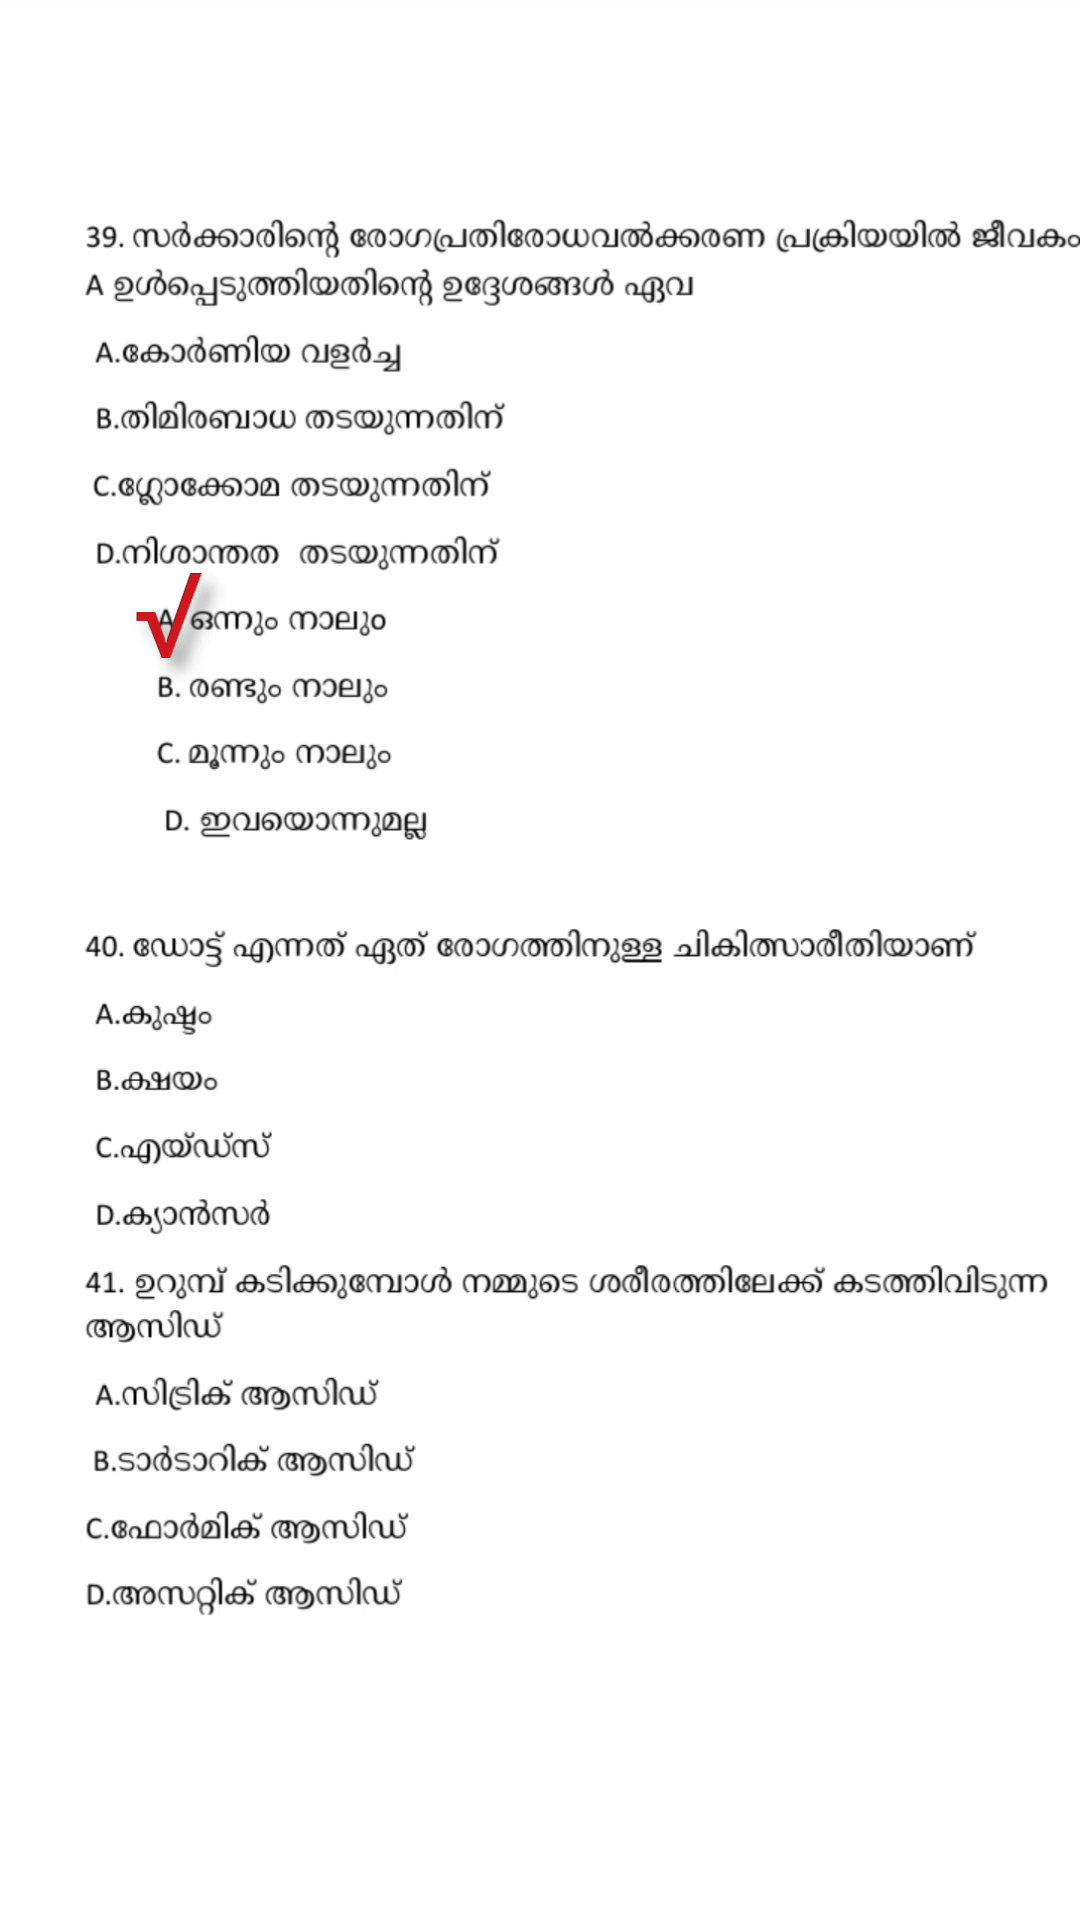 39. സർക്കാരിന്റെ രോഗപ്രതിരോധവൽക്കരണ പ്രക്രിയയിൽ ജീവകം
A ഉൾപ്പെടുത്തിയതിന്റെ ഉദ്ദേശങ്ങൾ ഏവ
A.കോർണിയ വളർച്ച
B.തിമിരബാധ തടയുന്നതിന്
C.ഗ്ലോക്കോമ തടയുന്നതിന്
D.നിശാന്തത തടയുന്നതിന്
A ഒന്നും നാലും
B. രണ്ടും നാലും
C. മൂന്നും നാലും
D. ഇവയൊന്നുമല്ല
40. ഡോട്ട് എന്നത് ഏത് രോഗത്തിനുള്ള ചികിത്സാരീതിയാണ്
A.കുഷ്ടം
B.ക്ഷയം
C.എയ്ഡ്സ്
D.ക്യാൻസർ
41. ഉറുമ്പ് കടിക്കുമ്പോൾ നമ്മുടെ ശരീരത്തിലേക്ക് കടത്തിവിടുന്ന
ആസിഡ്
A.സിട്രിക് ആസിഡ്
B.ടാർടാറിക് ആസിഡ്
C.ഫോർമിക് ആസിഡ്
D.അസറ്റിക് ആസിഡ്